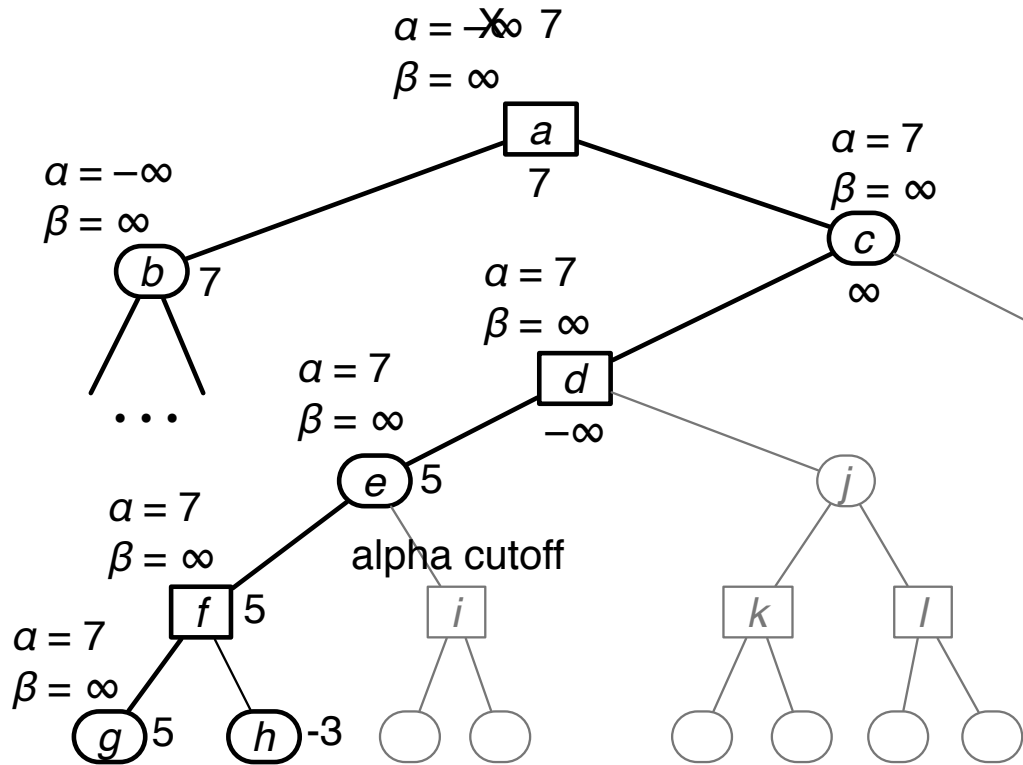 α = –∞ X 7
β = ∞
a
7
α = 7
β = ∞
c
∞
α = –∞
β = ∞
b
7
...
α = 7
β = ∞
d
–∞
α = 7
β = ∞
e
5
j
α = 7
β = ∞
alpha cutoff
f
5
i
k
l
α = 7
β = ∞
g
5
h
-3